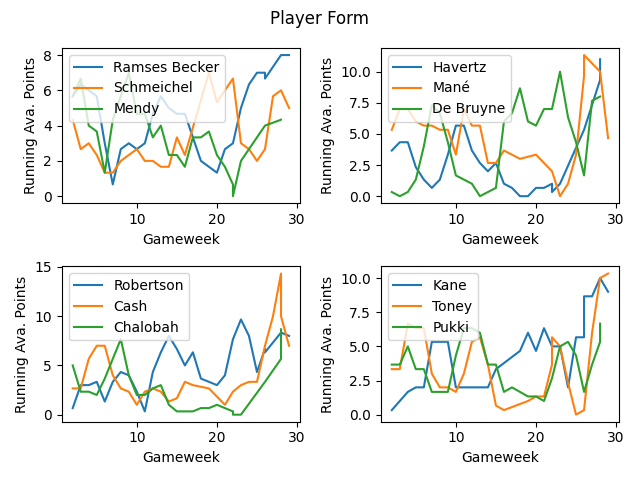 Player Form
Running Ava. Points
8
6
4
2
0
Ramses Becker
Schmeichel
Mendy
10
20
30
Gameweek
Running Ava. Points
10.0
7.5
5.0
2.5
0.0
Havertz
Mané
De Bruyne
10
20
30
Gameweek
Running Ava. Points
15
10
5
0
Robertson
Cash
Chalobah
10
20
30
Gameweek
Running Ava. Points
10.0
7.5
5.0
2.5
0.0
Kane
Toney
Pukki
10
20
30
Gameweek